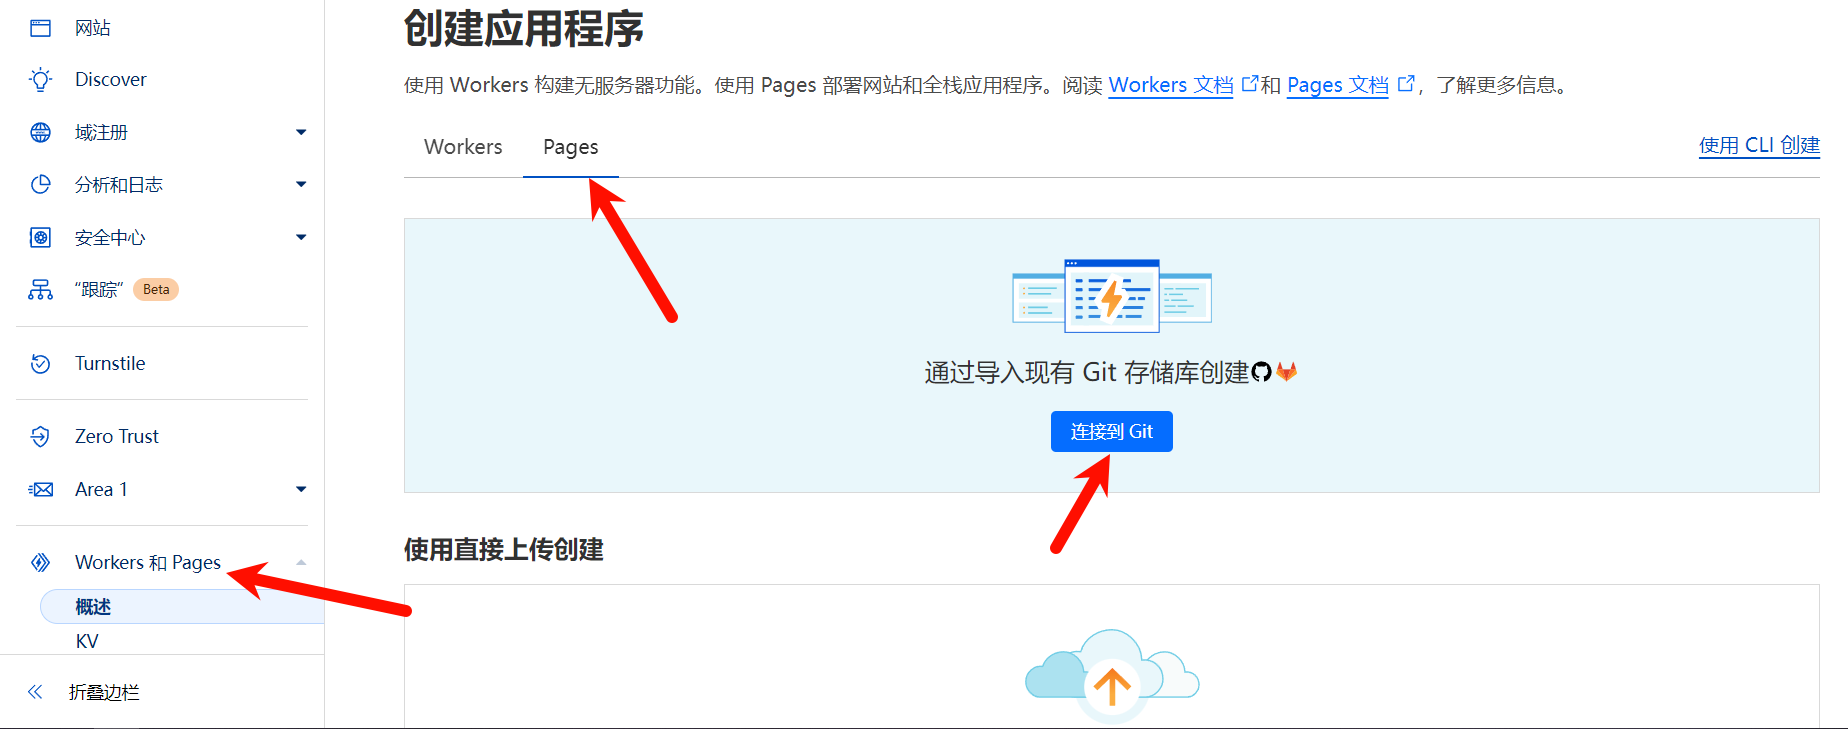 网站
Discover
域注册
分析和日志
安全中心
“跟踪” Beta
Turnstile
Zero Trust
Area 1
Workers 和 Pages
概述
KV
折叠边栏
创建应用程序
使用 Workers 构建无服务器功能。使用 Pages 部署网站和全栈应用程序。阅读 Workers 文档 和 Pages 文档 ，了解更多信息。
Workers Pages 使用 CLI 创建
通过导入现有 Git 存储库创建
连接到 Git
使用直接上传创建